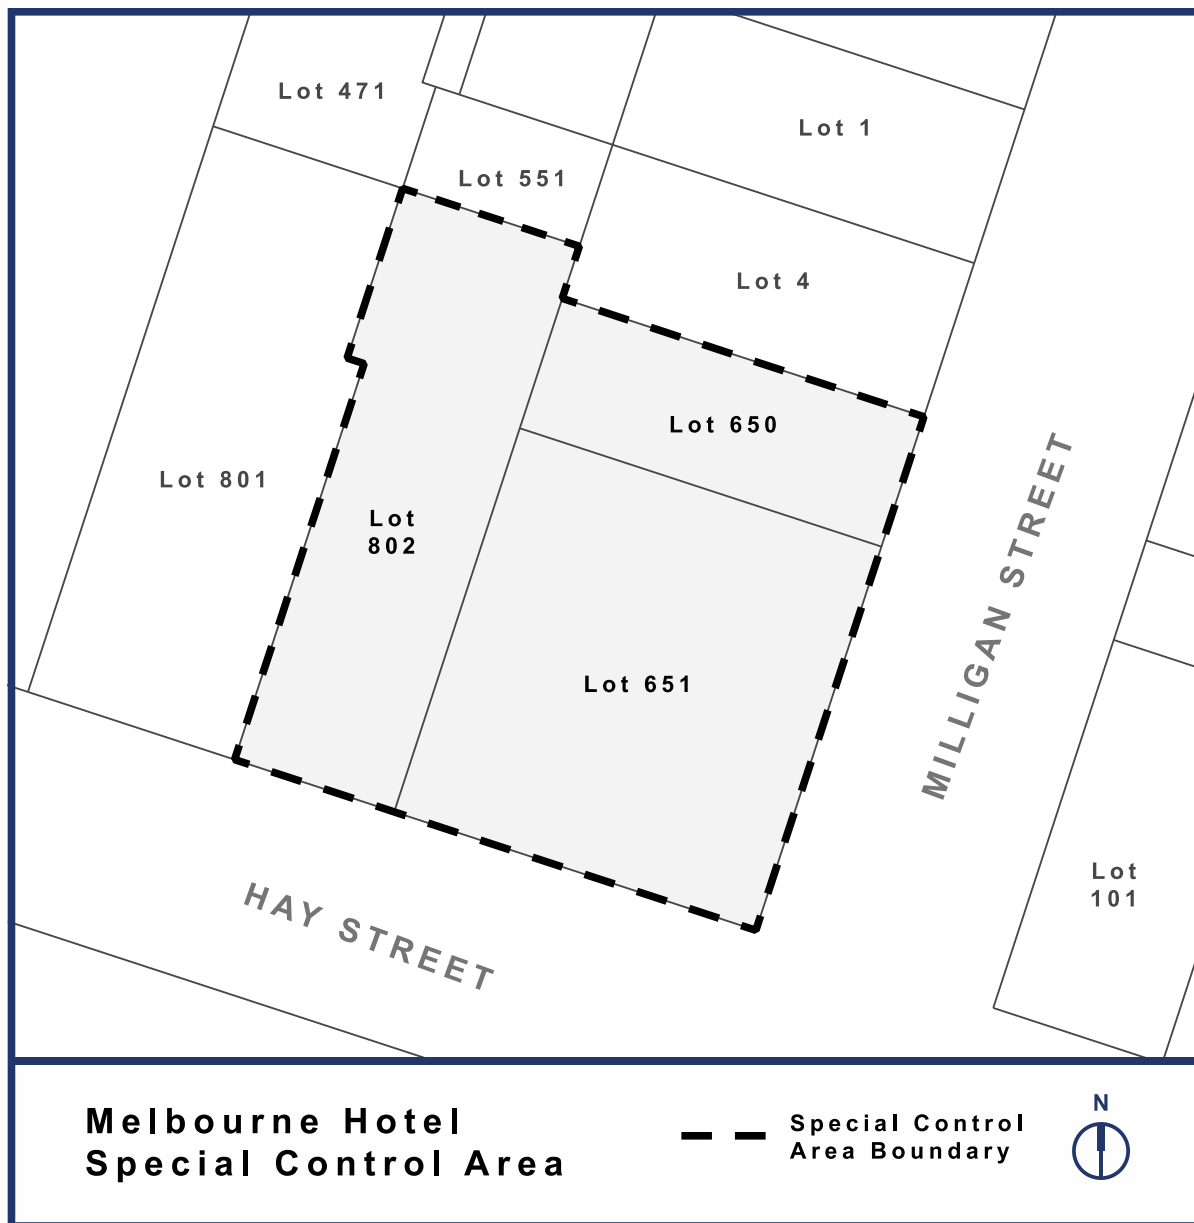 Lot 471
Lot 1
Lot 551
Lot 4
Lot 650
Lot 801
Lot
802
MILLIGAN STREET
Lot 651
Lot
101
HAY STREET
Melbourne Hotel
Special Control Area
Special Control
Area Boundary
N